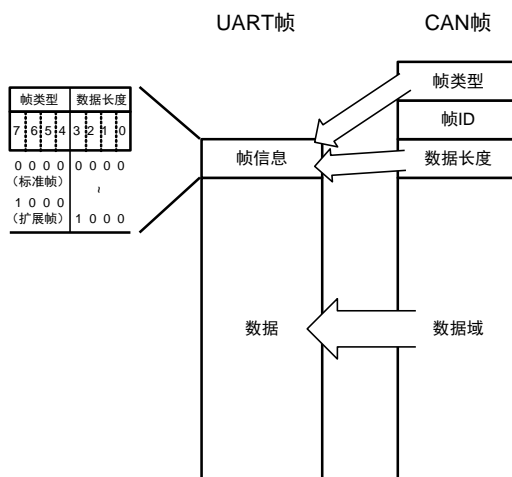 UART帧 CAN帧
帧类型
帧类型 数据长度
帧ID
7 6 5 4 3 2 1 0
帧信息 数据长度
0 0 0 0 0 0 0 0
(标准帧) ~
1 0 0 0
(扩展帧) 1 0 0 0
数据 数据域